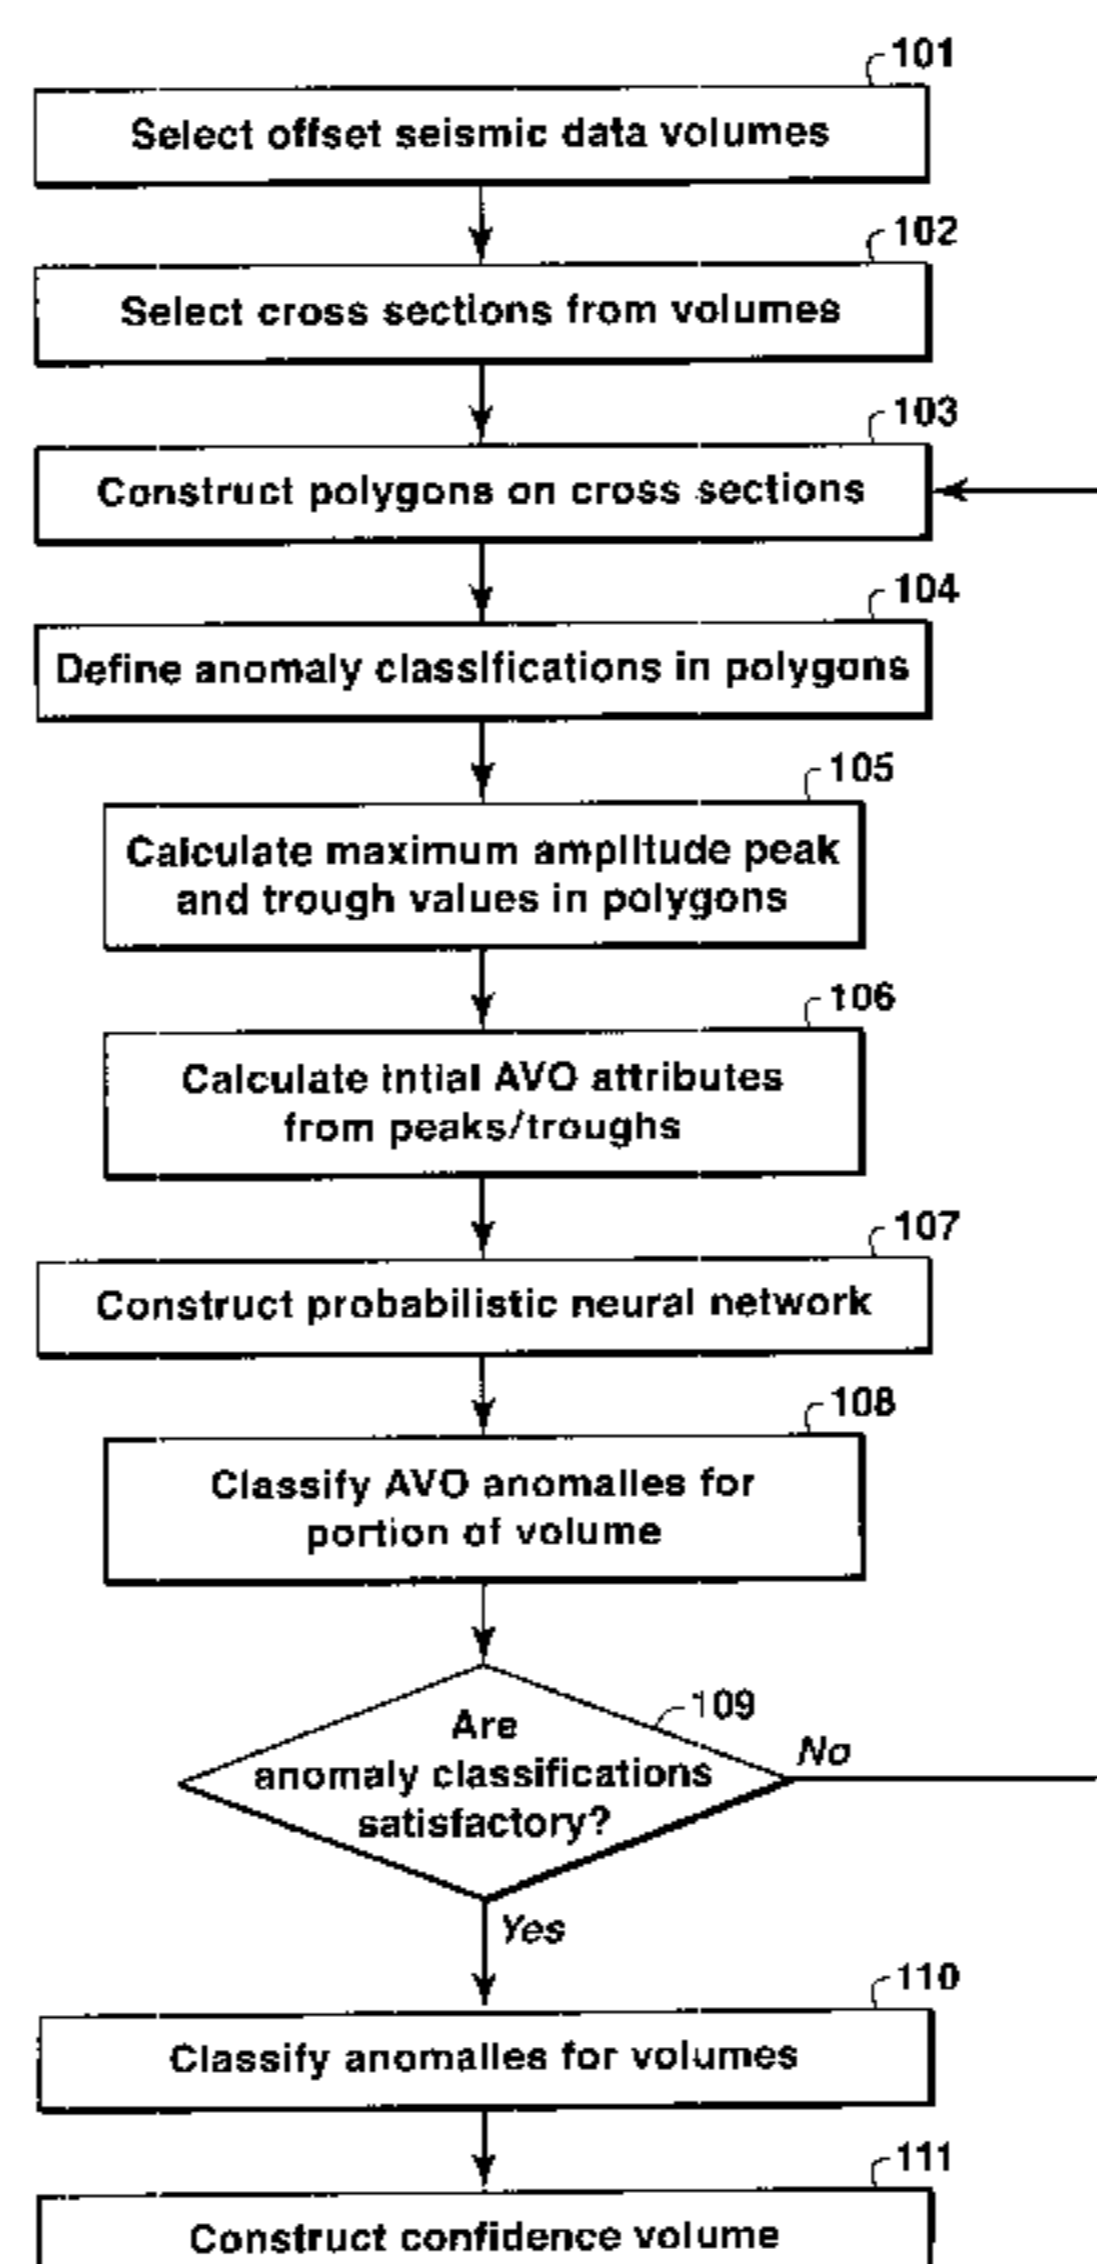 101
Select offset seismic data volumes
102
Select cross sections from volumes
103
Construct polygons on cross sections
104
Define anomaly classifications in polygons
105
Calculate maximum amplitude peak
and trough values in polygons
106
Calculate intial AVO attributes
from peaks/troughs
107
Construct probabilistic neural network
108
Classify AVO anomalies for
portion of volume
109
Are
anomaly classifications
satisfactory?
No
Yes
110
Classify anomalies for volumes
111
Construct confidence volume